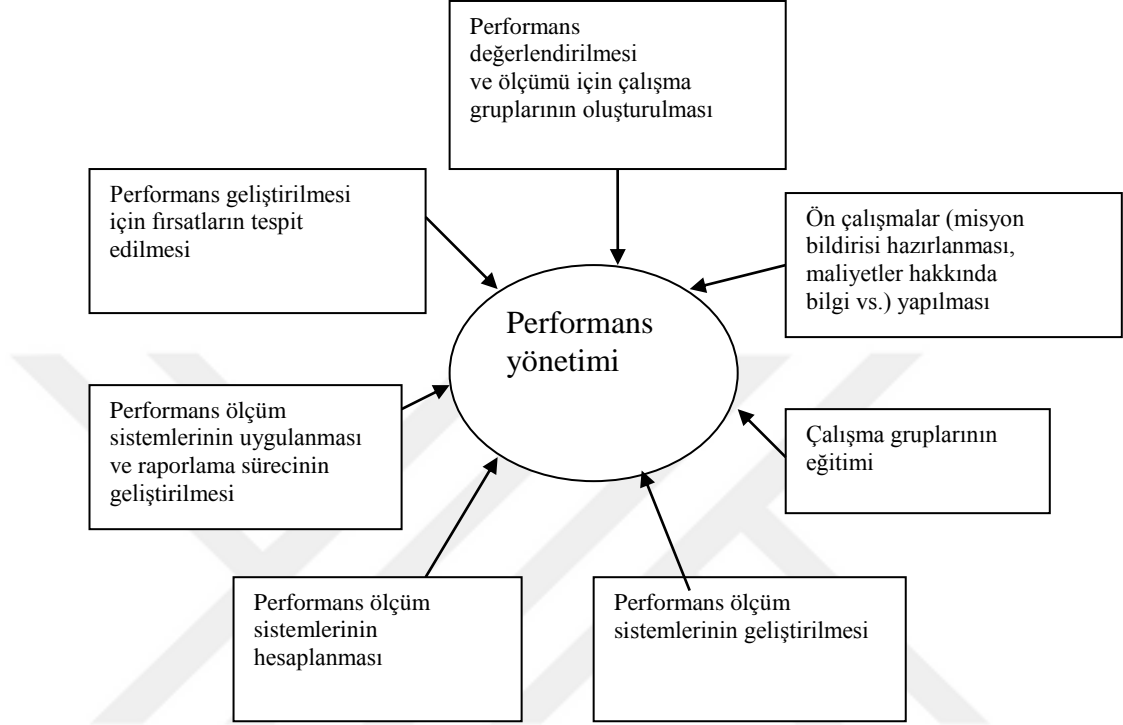 Performans
değerlendirilmesi
ve ölçümü için çalışma
gruplarının oluşturulması
Performans geliştirilmesi
için fırsatların tespit
edilmesi
Ön çalışmalar (misyon
bildirisi hazırlanması,
maliyetler hakkında
bilgi vs.) yapılması
Performans
yönetimi
Performans ölçüm
sistemlerinin uygulanması
ve raporlama sürecinin
geliştirilmesi
Çalışma gruplarının
eğitimi
Performans ölçüm
sistemlerinin
hesaplanması
Performans ölçüm
sistemlerinin geliştirilmesi